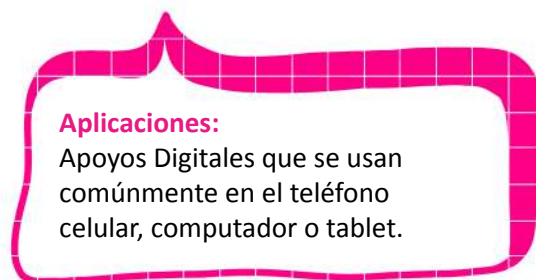 Aplicaciones:
Apoyos Digitales que se usan
comúnmente en el teléfono
celular, computador o tablet.